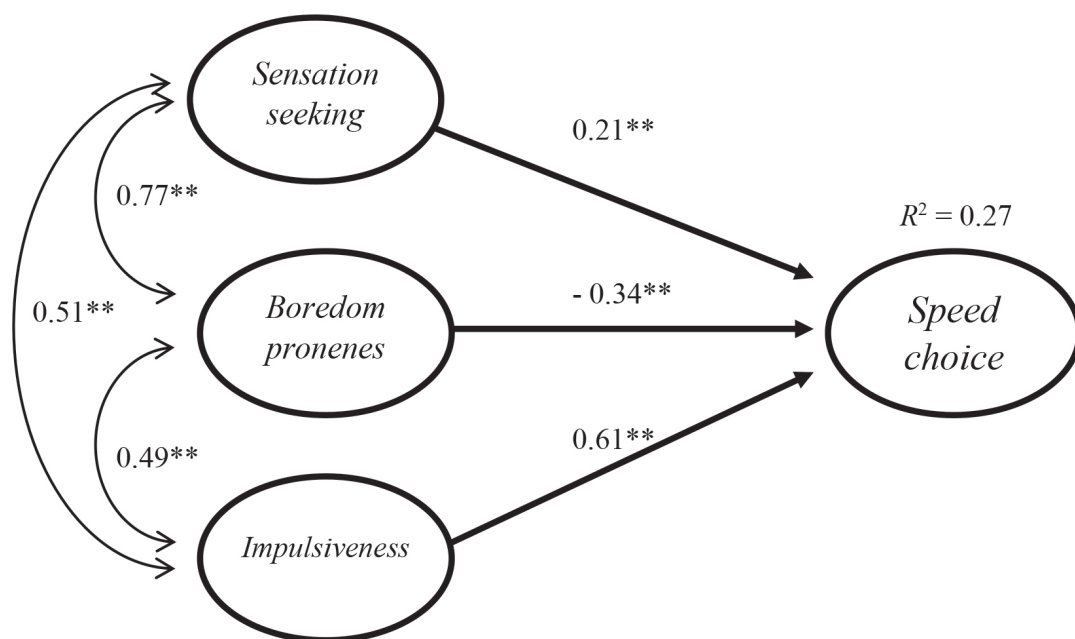 Sensation
seeking
0.21**
0.77**
R² = 0.27
0.51**
Boredom
pronenes
- 0.34**
Speed
choice
0.49**
0.61**
Impulsiveness